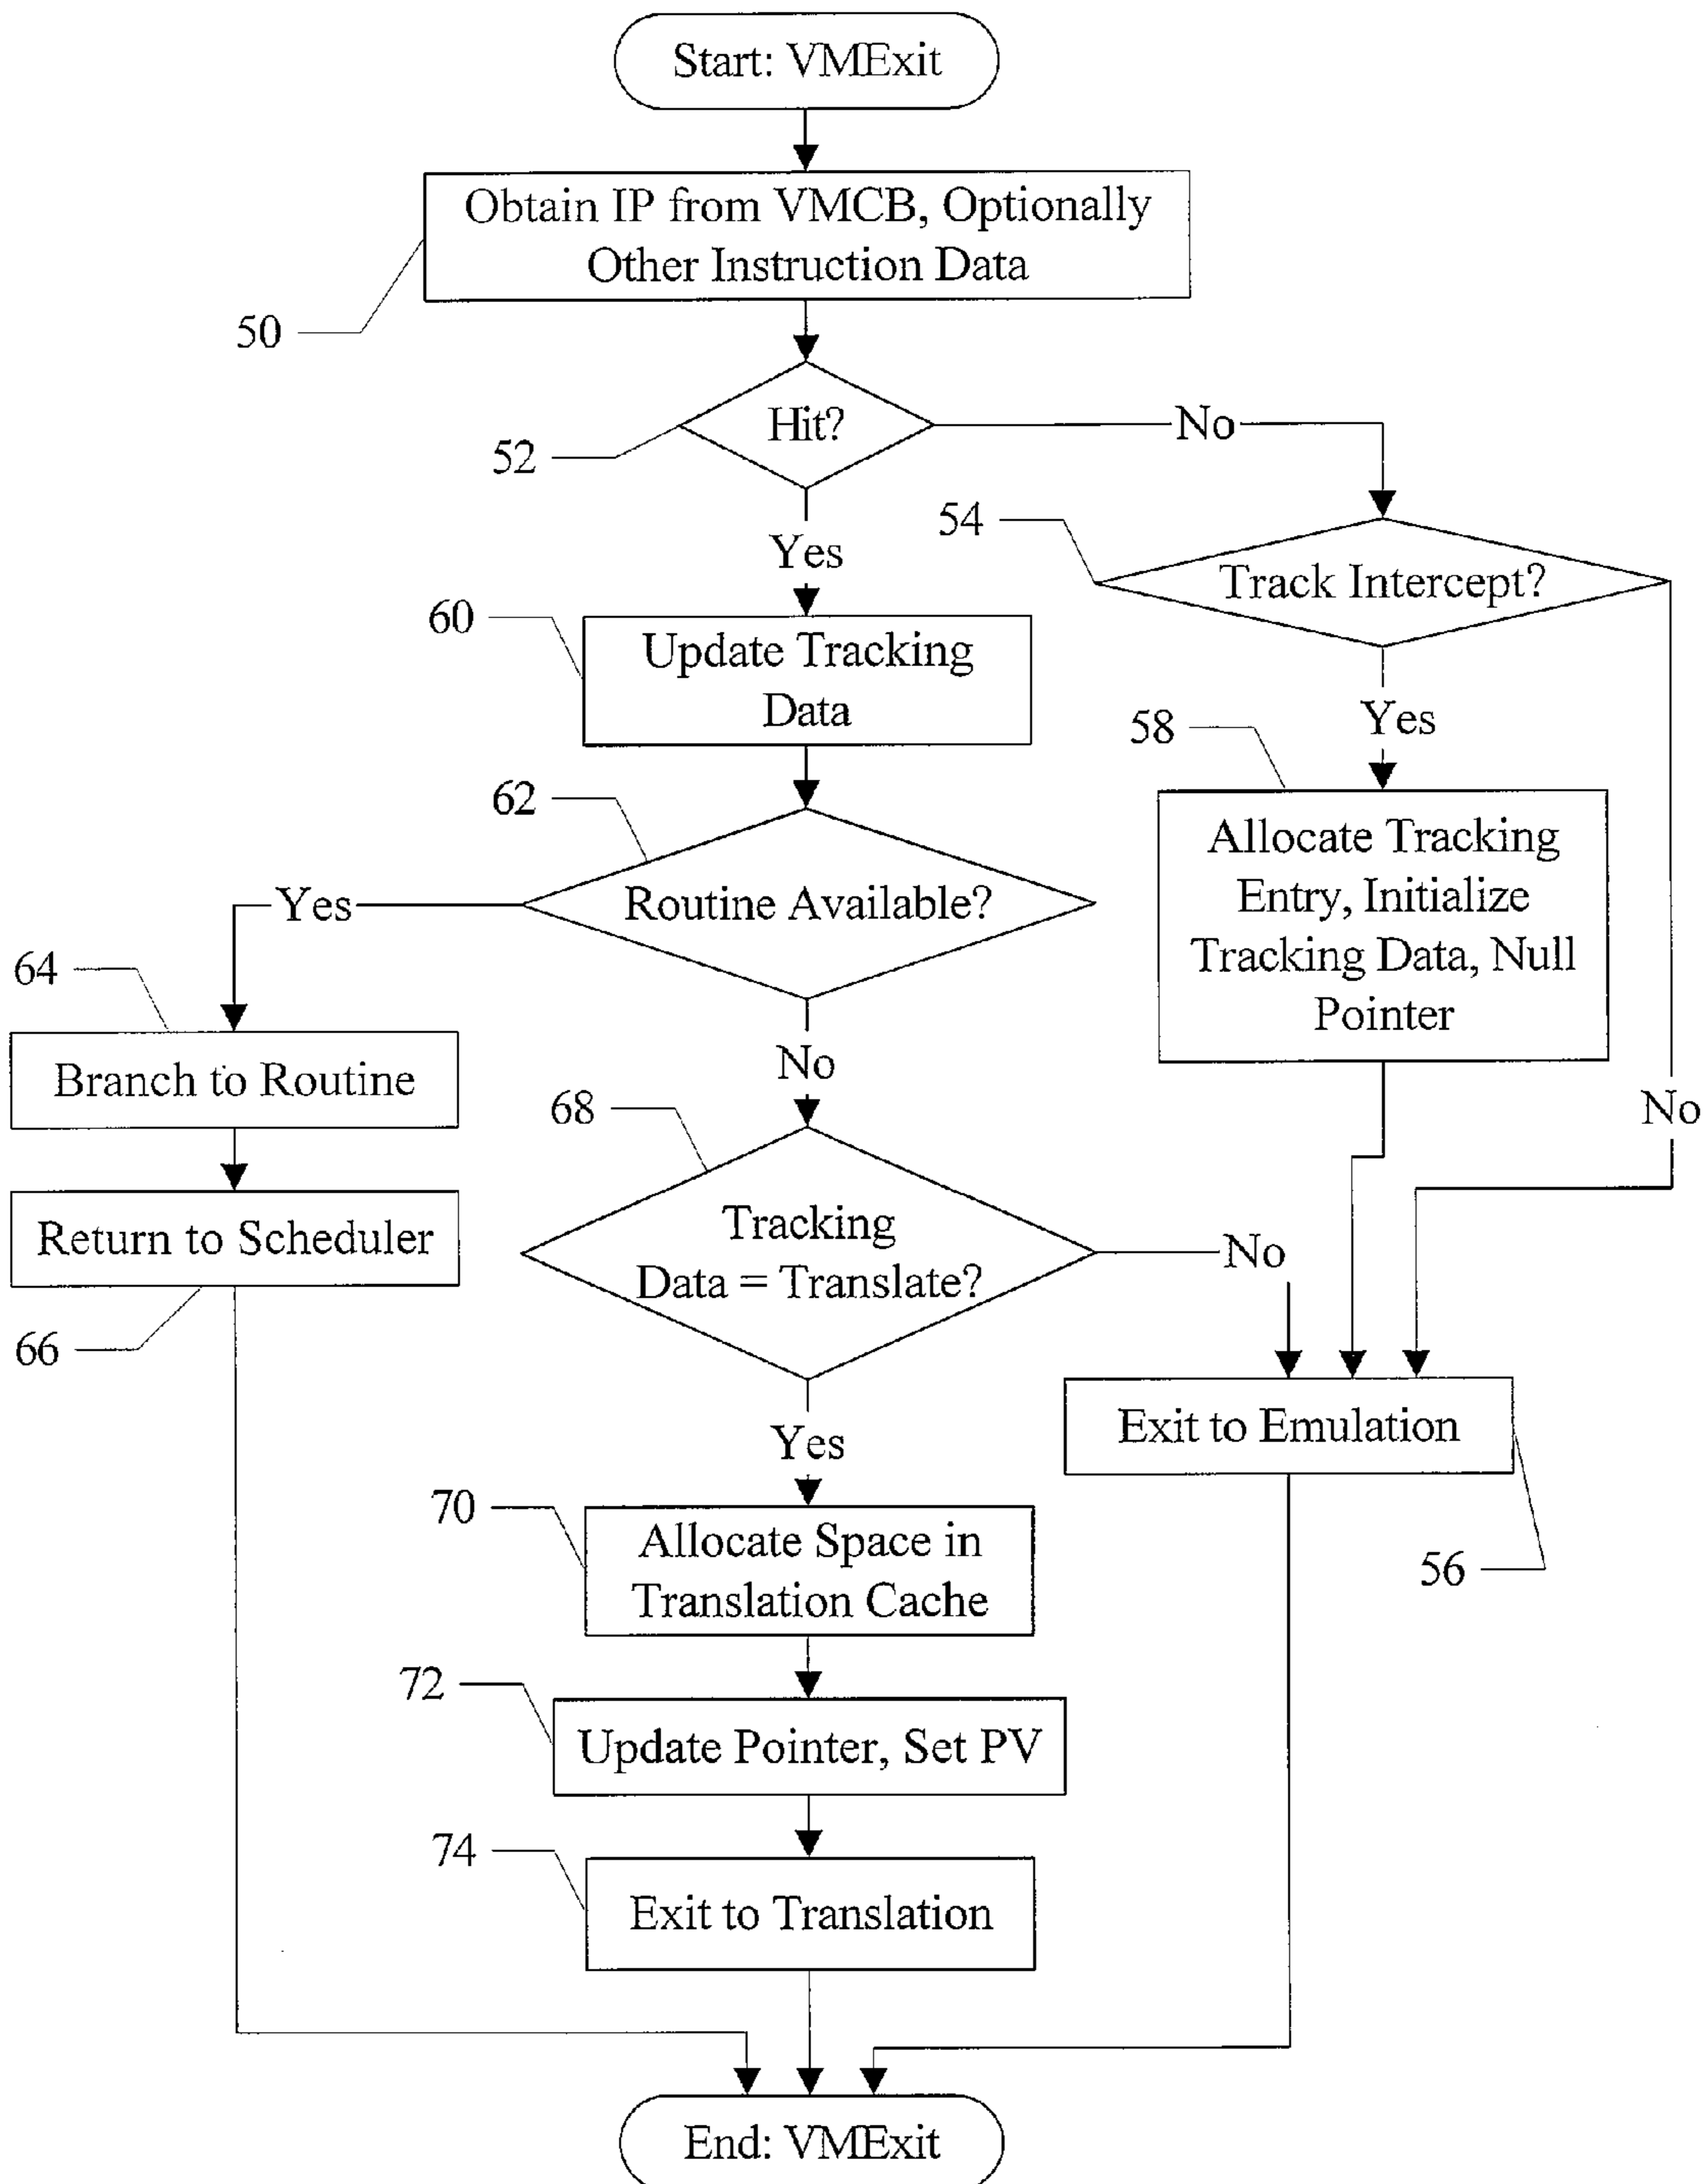 Start: VMExit
Obtain IP from VMCB, Optionally
Other Instruction Data
50
Hit?
No
52
54
Yes
Track Intercept?
60
Update Tracking
Data
58
Yes
62
Allocate Tracking
Entry, Initialize
Tracking Data, Null
Pointer
Yes
Routine Available?
64
No
Branch to Routine
68
No
Return to Scheduler
Tracking
Data = Translate?
No
66
Exit to Emulation
Yes
70
Allocate Space in
Translation Cache
56
72
Update Pointer, Set PV
74
Exit to Translation
End: VMExit